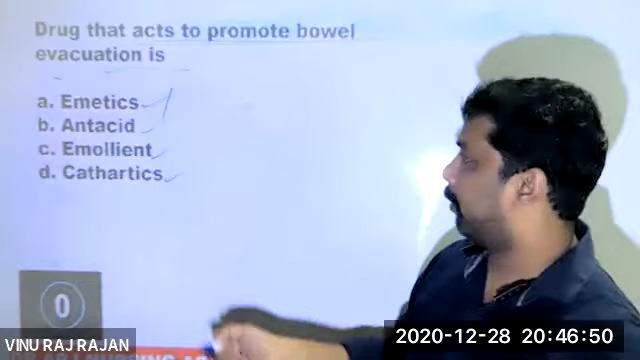 Drug that acts to promote bowel
evacuation is
a. Emetics
b. Antacid
c. Emollient
d. Cathartics
0
VINU RAJ RAJAN
2020-12-28 20:46:50